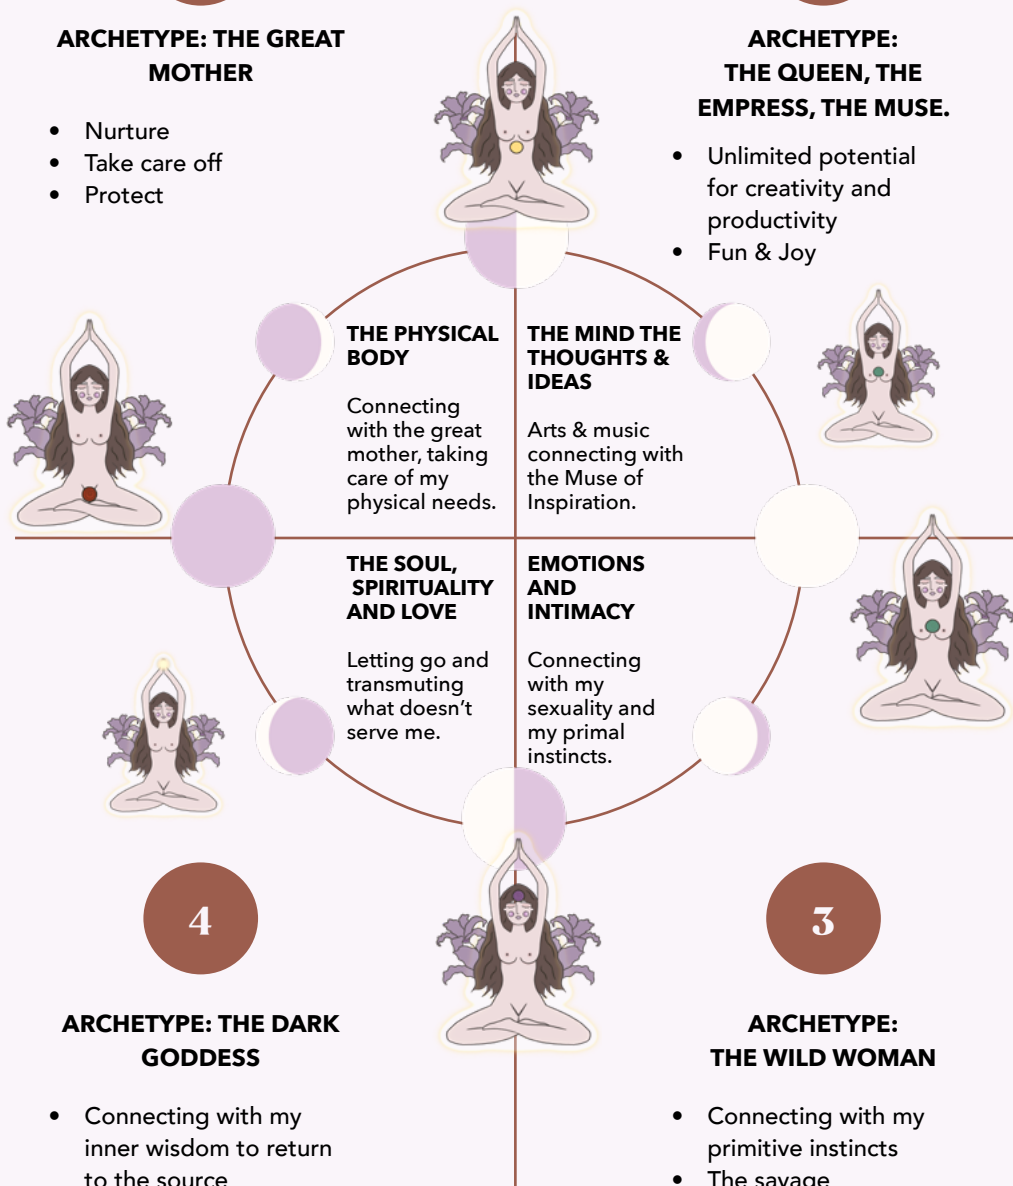 ARCHETYPE: THE GREAT
MOTHER
• Nurture
• Take care off
• Protect
ARCHETYPE:
THE QUEEN, THE
EMPRESS, THE MUSE.
• Unlimited potential
for creativity and
productivity
• Fun & Joy
THE PHYSICAL
BODY
Connecting
with the great
mother, taking
care of my
physical needs.
THE MIND THE
THOUGHTS &
IDEAS
Arts & music
connecting with
the Muse of
Inspiration.
THE SOUL,
SPIRITUALITY
AND LOVE
Letting go and
transmuting
what doesn't
serve me.
EMOTIONS
AND
INTIMACY
Connecting
with my
sexuality and
my primal
instincts.
4
ARCHETYPE: THE DARK
GODDESS
• Connecting with my
inner wisdom to return
to the source
3
ARCHETYPE:
THE WILD WOMAN
• Connecting with my
primitive instincts
• The savage